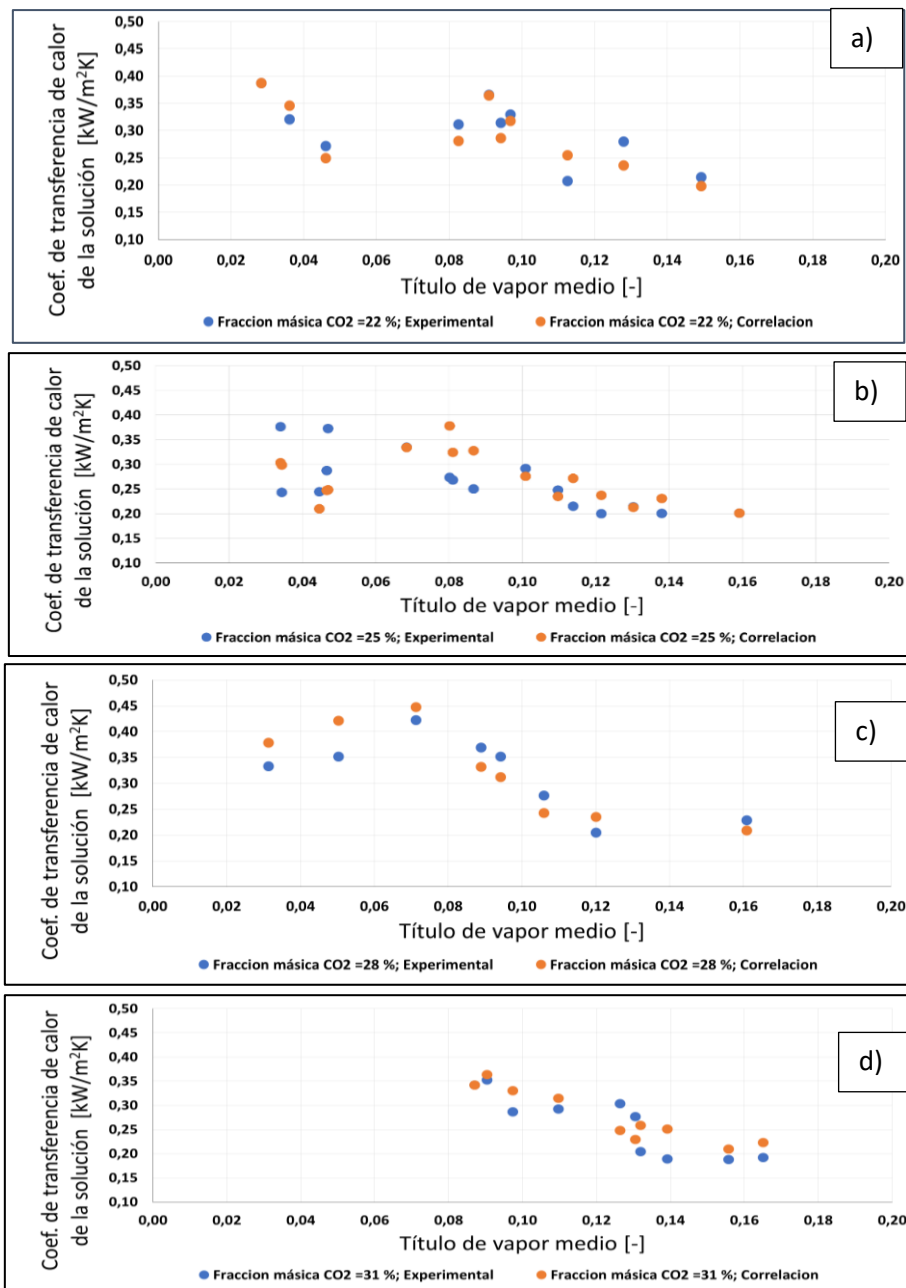 a)
Coef. de transferencia de calor
de la solución [kW/m²K]
0,50
0,45
0,40
0,35
0,30
0,25
0,20
0,15
0,10
0,00 0,02 0,04 0,06 0,08 0,10 0,12 0,14 0,16 0,18 0,20
Título de vapor medio [-]
Fraccion másica CO2 =22 %; Experimental Fraccion másica CO2 =22 %; Correlacion
b)
Coef. de transferencia de calor
de la solución [kW/m²K]
0,50
0,45
0,40
0,35
0,30
0,25
0,20
0,15
0,10
0,00 0,02 0,04 0,06 0,08 0,10 0,12 0,14 0,16 0,18 0,20
Título de vapor medio [-]
Fraccion másica CO2 =25 %; Experimental Fraccion másica CO2 =25 %; Correlacion
c)
Coef. de transferencia de calor
de la solución [kW/m²K]
0,50
0,45
0,40
0,35
0,30
0,25
0,20
0,15
0,10
0,00 0,02 0,04 0,06 0,08 0,10 0,12 0,14 0,16 0,18 0,20
Título de vapor medio [-]
Fraccion másica CO2 =28 %; Experimental Fraccion másica CO2 =28 %; Correlacion
d)
Coef. de transferencia de calor
de la solución [kW/m²K]
0,50
0,45
0,40
0,35
0,30
0,25
0,20
0,15
0,10
0,00 0,02 0,04 0,06 0,08 0,10 0,12 0,14 0,16 0,18 0,20
Título de vapor medio [-]
Fraccion másica CO2 =31 %; Experimental Fraccion másica CO2 =31 %; Correlacion